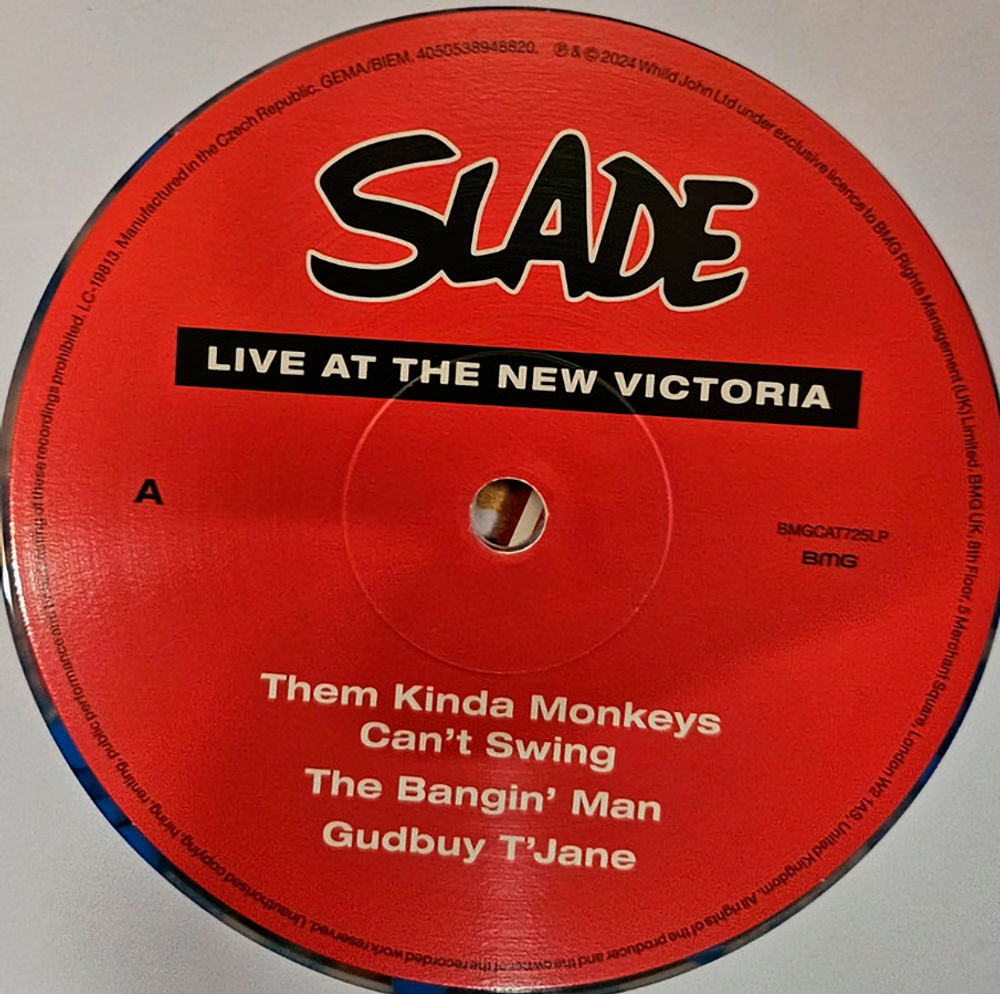 SLADE
LIVE AT THE NEW VICTORIA
A
BMGCAT725LP
BMG
Them Kinda Monkeys
Can't Swing
The Bangin' Man
Gudbuy T'Jane
℗ & © 2024 Whild John Ltd under exclusive licence to BMG Rights Management (UK) Limited. BMG UK, 8th Floor, 5 Merchant Square, London W2 1AS, United Kingdom. All rights of the producer and the owner of the recorded work reserved. Unauthorised copying, hiring, renting, public performance and broadcasting of these recordings prohibited. LC-19813. Manufactured in the Czech Republic. GEMA/BIEM. 4050538946820.